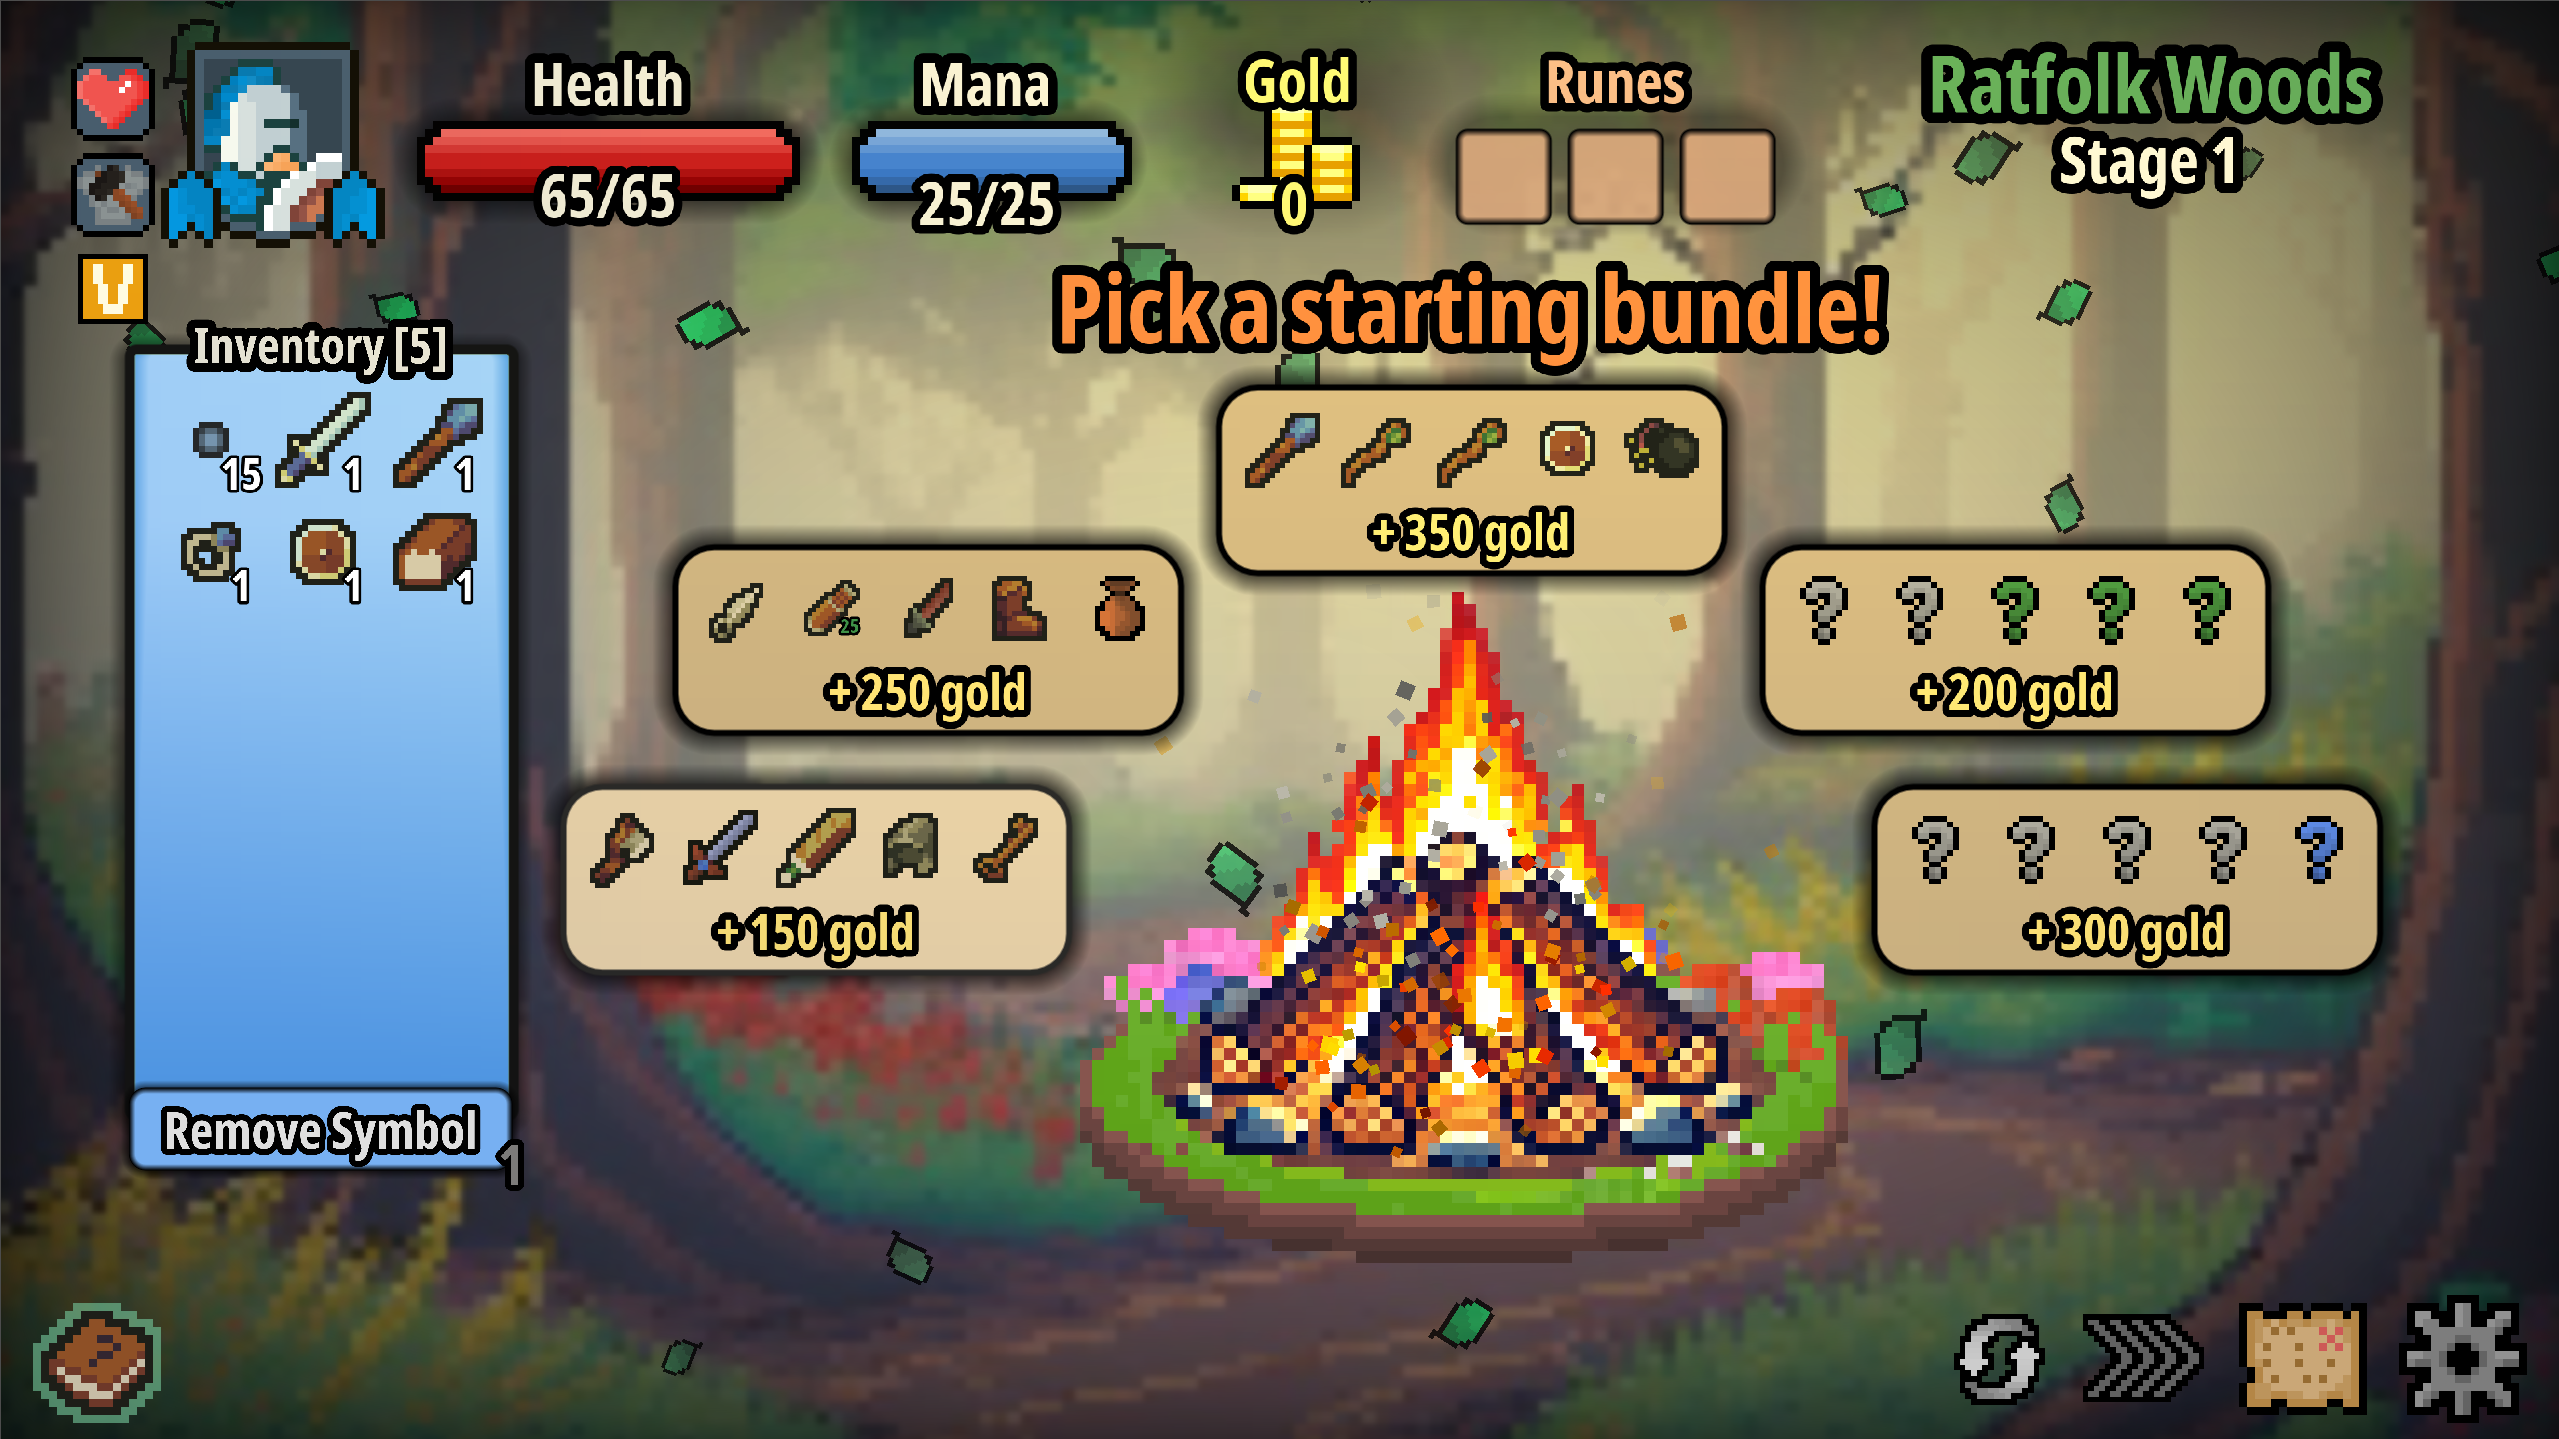 Health
65/65
Mana
25/25
Gold
0
Runes
Ratfolk Woods
Stage 1
V
Inventory [5]
15
1
1
1
1
1
Remove Symbol
1
Pick a starting bundle!
+350 gold
25
+250 gold
? ? ? ? ?
+200 gold
+150 gold
? ? ? ? ?
+300 gold